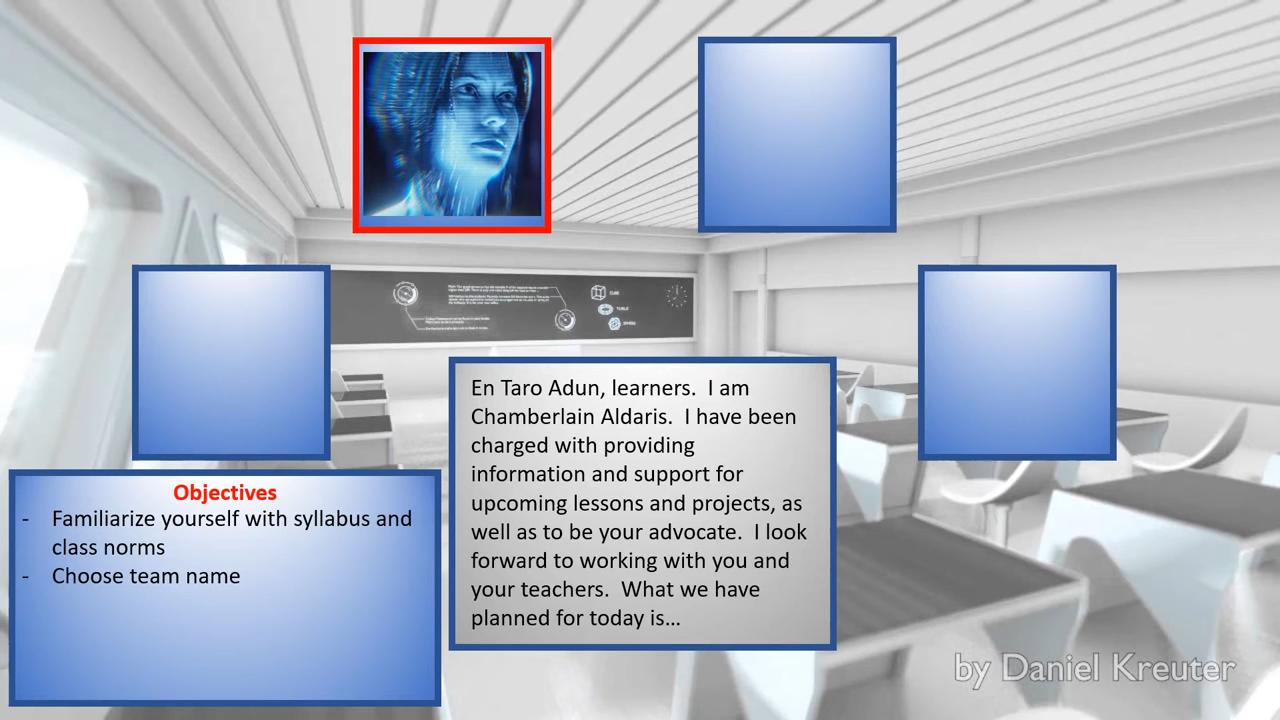 CUBE
En Taro Adun, learners.  I am
Chamberlain Aldaris.  I have been
charged with providing
information and support for
upcoming lessons and projects, as
well as to be your advocate.  I look
forward to working with you and
your teachers.  What we have
planned for today is…
Objectives
- Familiarize yourself with syllabus and
class norms
- Choose team name
by Daniel Kreuter